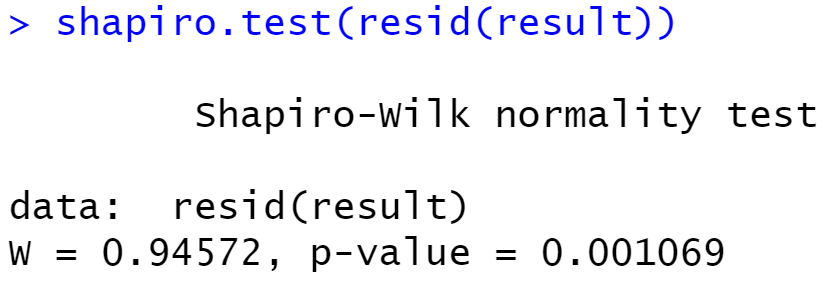 > shapiro.test(resid(result))
Shapiro-Wilk normality test
data: resid(result)
W = 0.94572, p-value = 0.001069